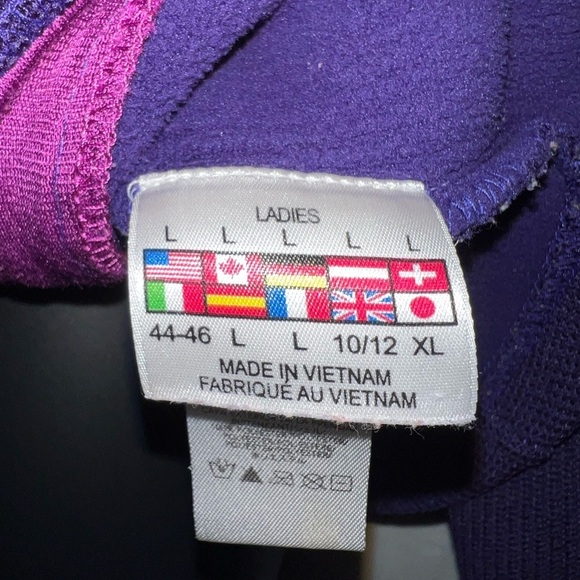 LADIES
L L L L L
44-46 L L 10/12 XL
MADE IN VIETNAM
FABRIQUÉ AU VIETNAM